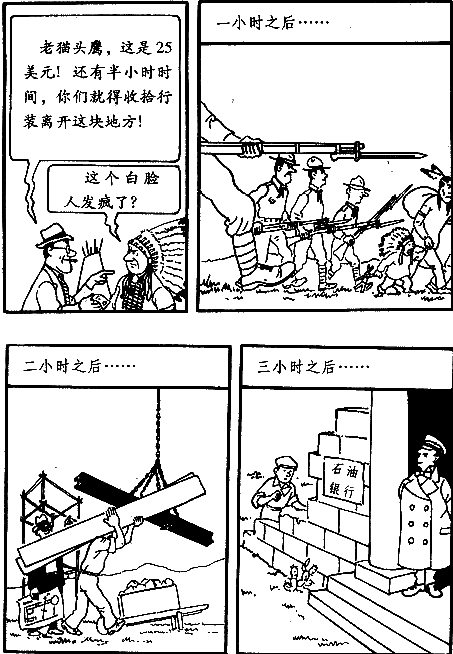 老猫头鹰，这是25
美元！还有半小时时
间，你们就得收拾行
装离开这块地方！
这个白脸
人发疯了？
一小时之后……
二小时之后……
三小时之后……
石油
银行